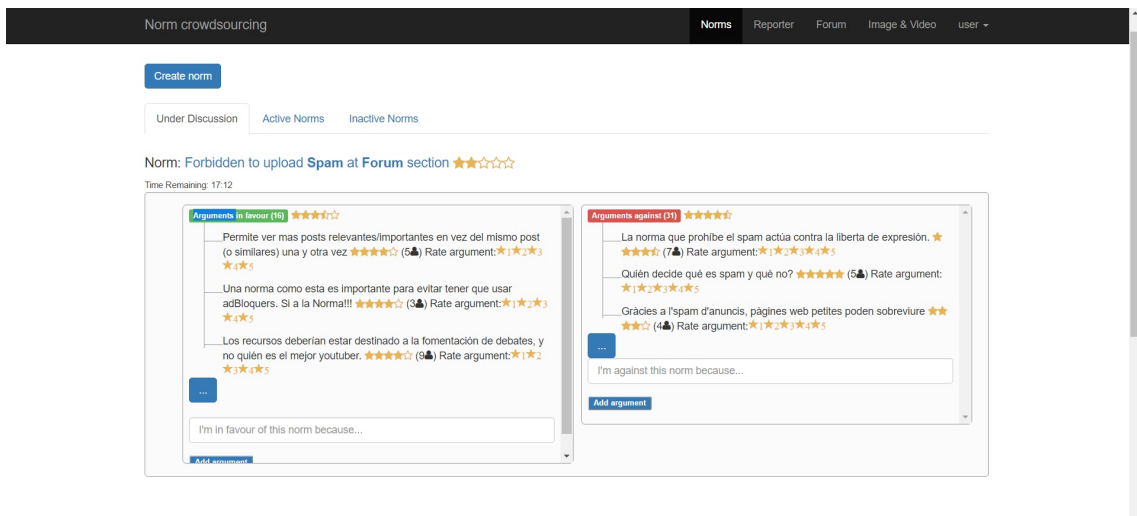 Norm crowdsourcing
Norms Reporter Forum Image & Video user
Create norm
Under Discussion Active Norms Inactive Norms
Norm: Forbidden to upload Spam at Forum section
Time Remaining: 17:12
Arguments in favour (16)
Permite ver mas posts relevantes/importantes en vez del mismo post
(o similares) una y otra vez ★★★★☆ (5) Rate argument:★1★2★3
★4★5
Una norma como esta es importante para evitar tener que usar
adBloquers. Si a la Norma!!! ★★★★☆ (3) Rate argument:★1★2★3
★4★5
Los recursos deberían estar destinado a la fomentación de debates, y
no quién es el mejor youtuber. ★★★★☆ (9) Rate argument:★1★2
★3★4★5
...
I'm in favour of this norm because...
Add argument
Arguments against (31)
La norma que prohíbe el spam actúa contra la liberta de expresión. ★
★★★☆ (7) Rate argument:★1★2★3★4★5
Quién decide qué es spam y qué no? ★★★★★ (5) Rate argument:
★1★2★3★4★5
Gràcies a l'spam d'anuncis, pàgines web petites poden sobreviure ★★
★★☆ (4) Rate argument:★1★2★3★4★5
...
I'm against this norm because...
Add argument